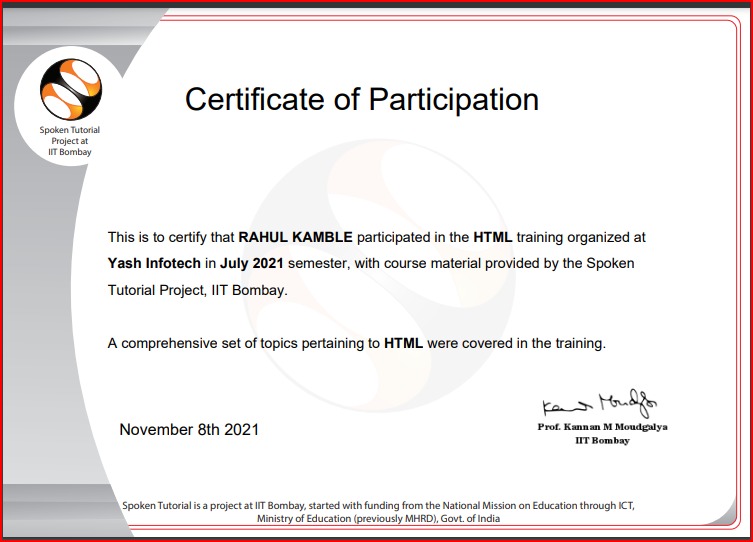 Spoken Tutorial
Project at
IIT Bombay
Certificate of Participation
This is to certify that RAHUL KAMBLE participated in the HTML training organized at
Yash Infotech in July 2021 semester, with course material provided by the Spoken
Tutorial Project, IIT Bombay.
A comprehensive set of topics pertaining to HTML were covered in the training.
November 8th 2021
Prof. Kannan M Moudgalya
IIT Bombay
Spoken Tutorial is a project at IIT Bombay, started with funding from the National Mission on Education through ICT,
Ministry of Education (previously MHRD), Govt. of India